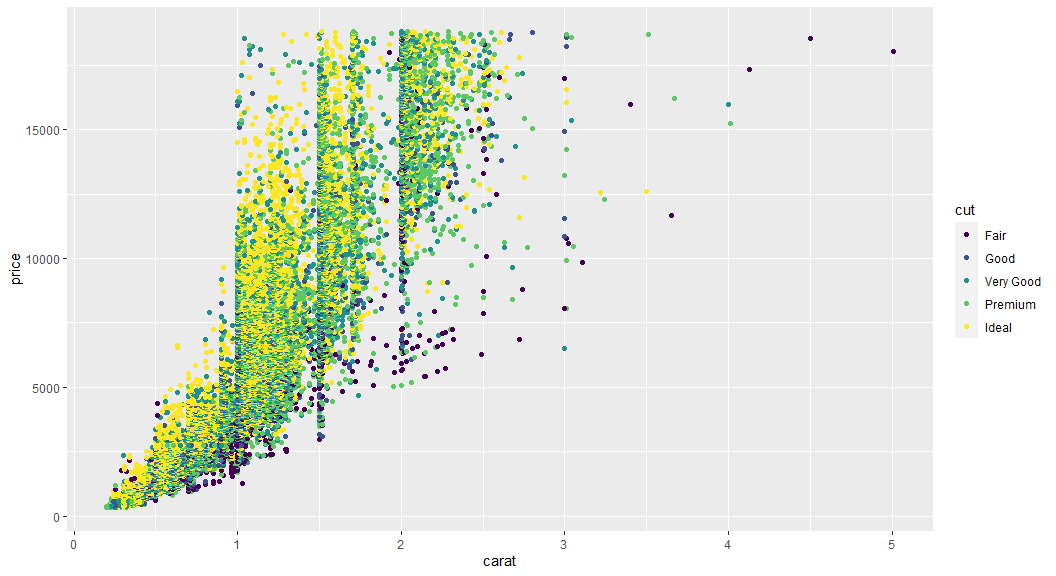 15000
10000
5000
0
price
0
1
2
3
4
5
carat
cut
Fair
Good
Very Good
Premium
Ideal